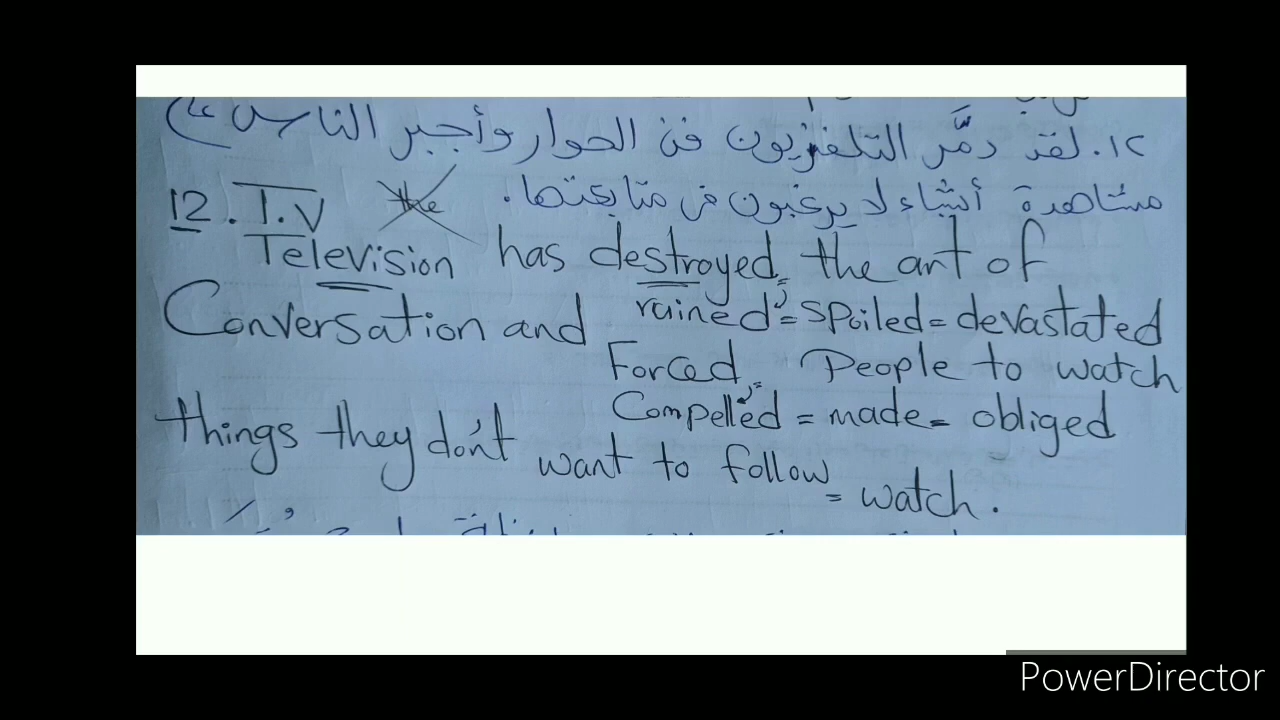 ١٢. لقد دمَّر التلفزيون فن الحوار وأجبر الناس على
مشاهدة أشياء لا يرغبون في متابعتها.
12. T.V the
Television has destroyed = the art of
ruined = spoiled = devastated
Conversation and
Forced = People to watch
Compelled = made = obliged
things they don't want to follow
= watch.
PowerDirector